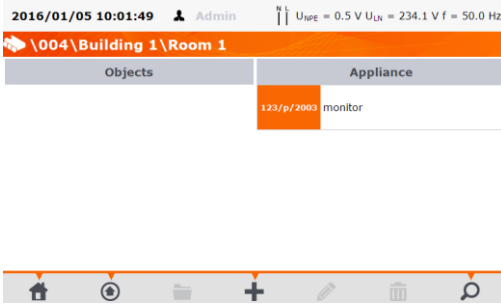 2016/01/05 10:01:49 Admin N L UNPE = 0.5 V ULN = 234.1 V f = 50.0 Hz
\004\Building 1\Room 1
Objects Appliance
123/p/2003 monitor